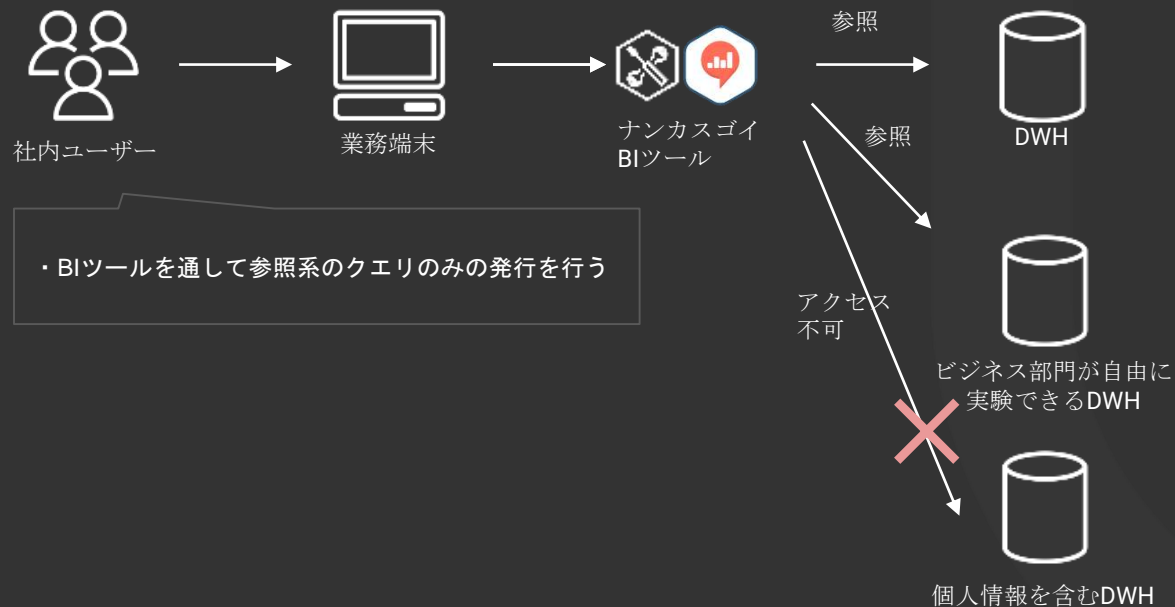 社内ユーザー
業務端末
ナンカスゴイ
BIツール
参照
参照
アクセス
不可
DWH
ビジネス部門が自由に
実験できるDWH
個人情報を含むDWH
・BIツールを通して参照系のクエリのみの発行を行う